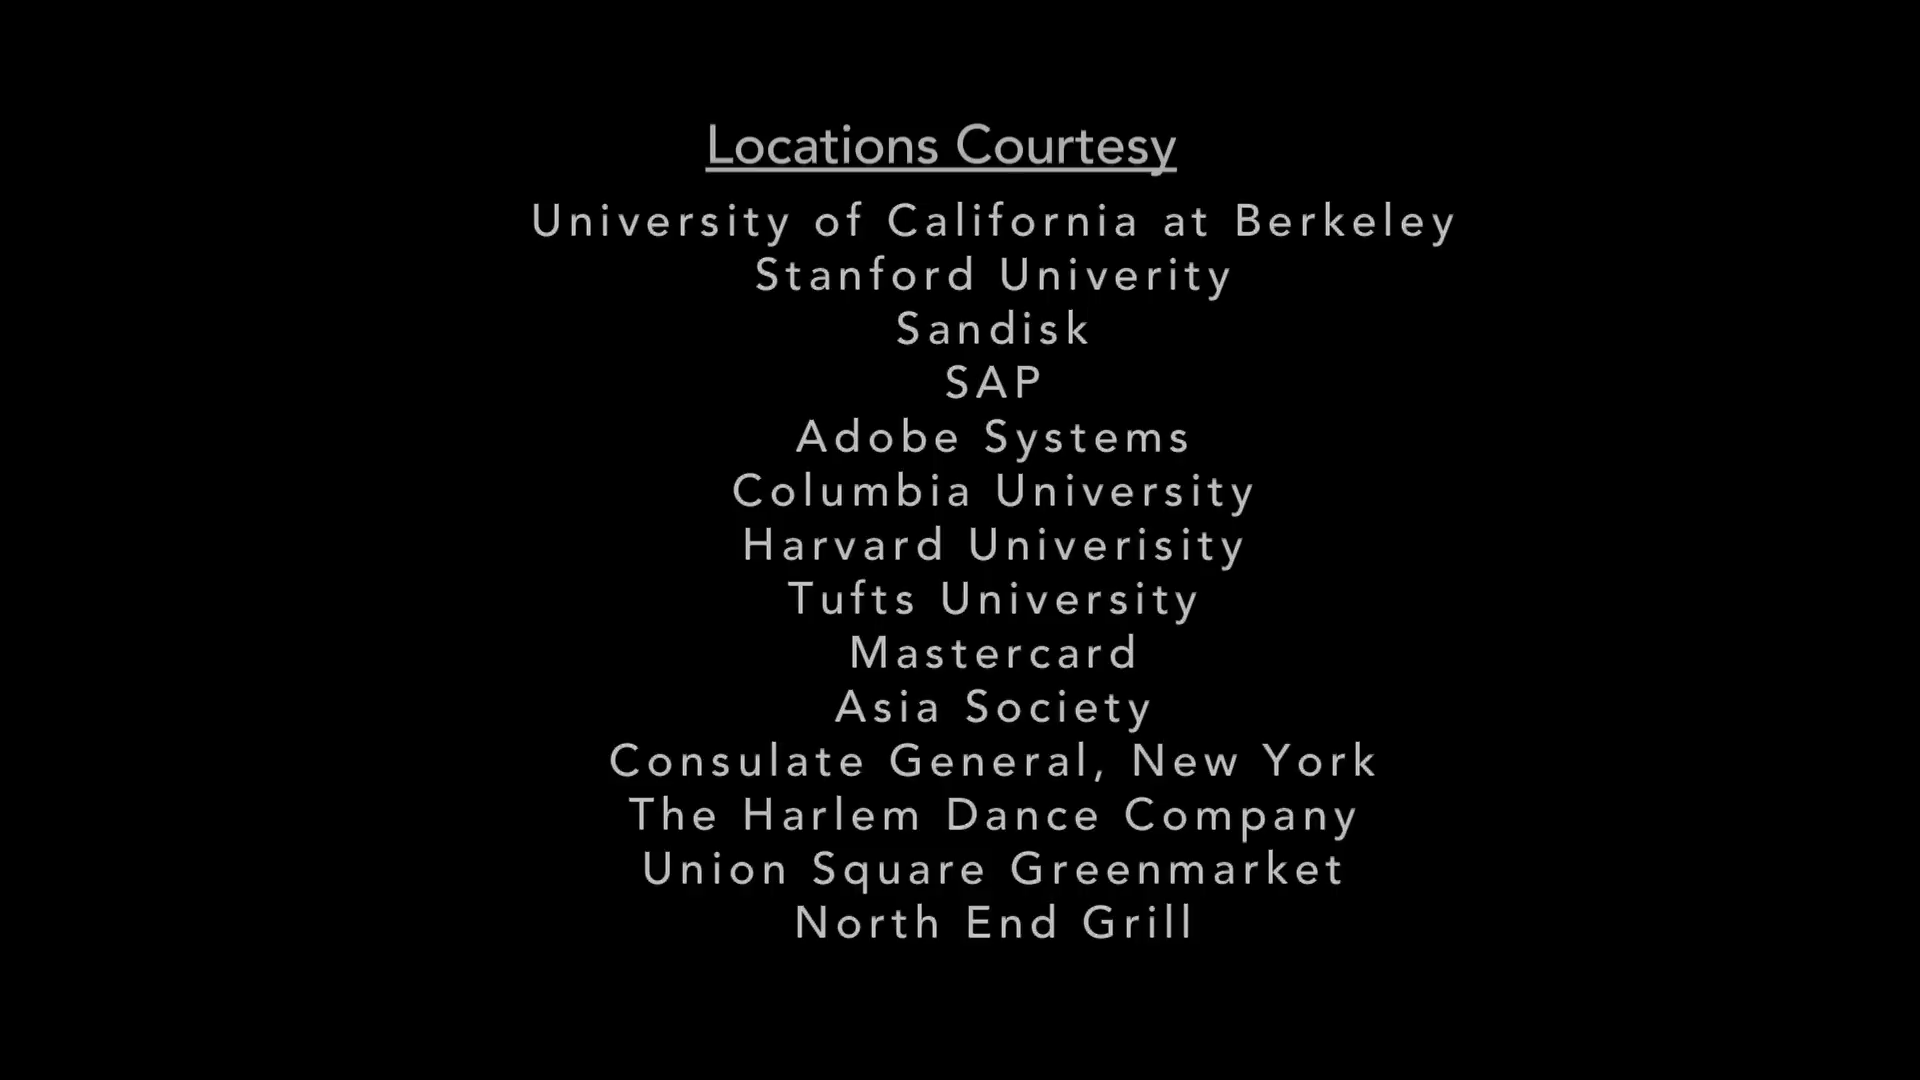 Locations Courtesy
University of California at Berkeley
Stanford Univerity
Sandisk
SAP
Adobe Systems
Columbia University
Harvard Univerisity
Tufts University
Mastercard
Asia Society
Consulate General, New York
The Harlem Dance Company
Union Square Greenmarket
North End Grill